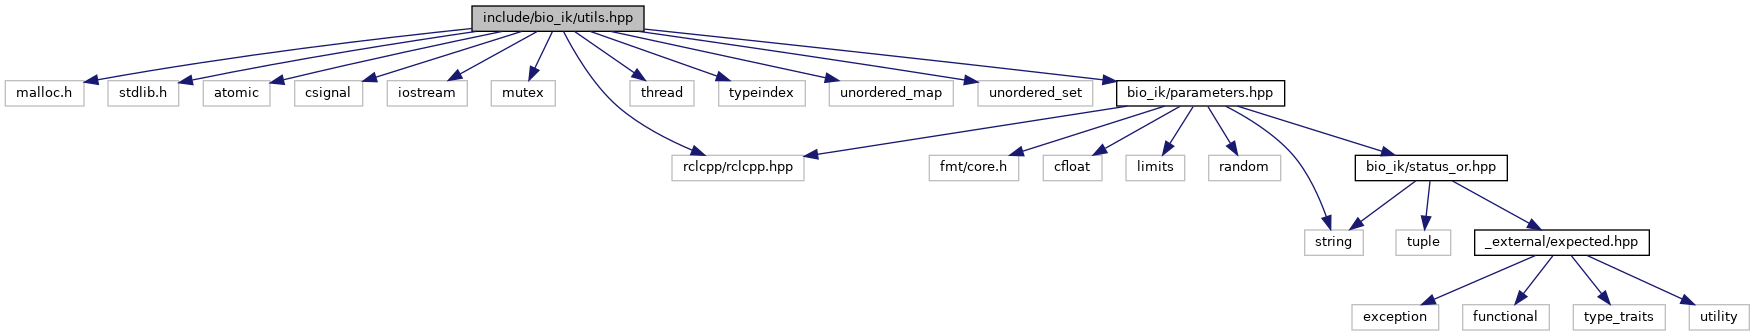 include/bio_ik/utils.hpp
malloc.h
stdlib.h
atomic
csignal
iostream
mutex
thread
typeindex
unordered_map
unordered_set
bio_ik/parameters.hpp
rclcpp/rclcpp.hpp
fmt/core.h
cfloat
limits
random
bio_ik/status_or.hpp
string
tuple
_external/expected.hpp
exception
functional
type_traits
utility